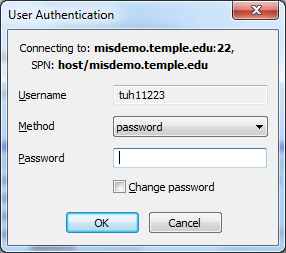 User Authentication
Connecting to: misdemo.temple.edu:22,
SPN: host/misdemo.temple.edu
Username tuh11223
Method password
Password
Change password
OK Cancel